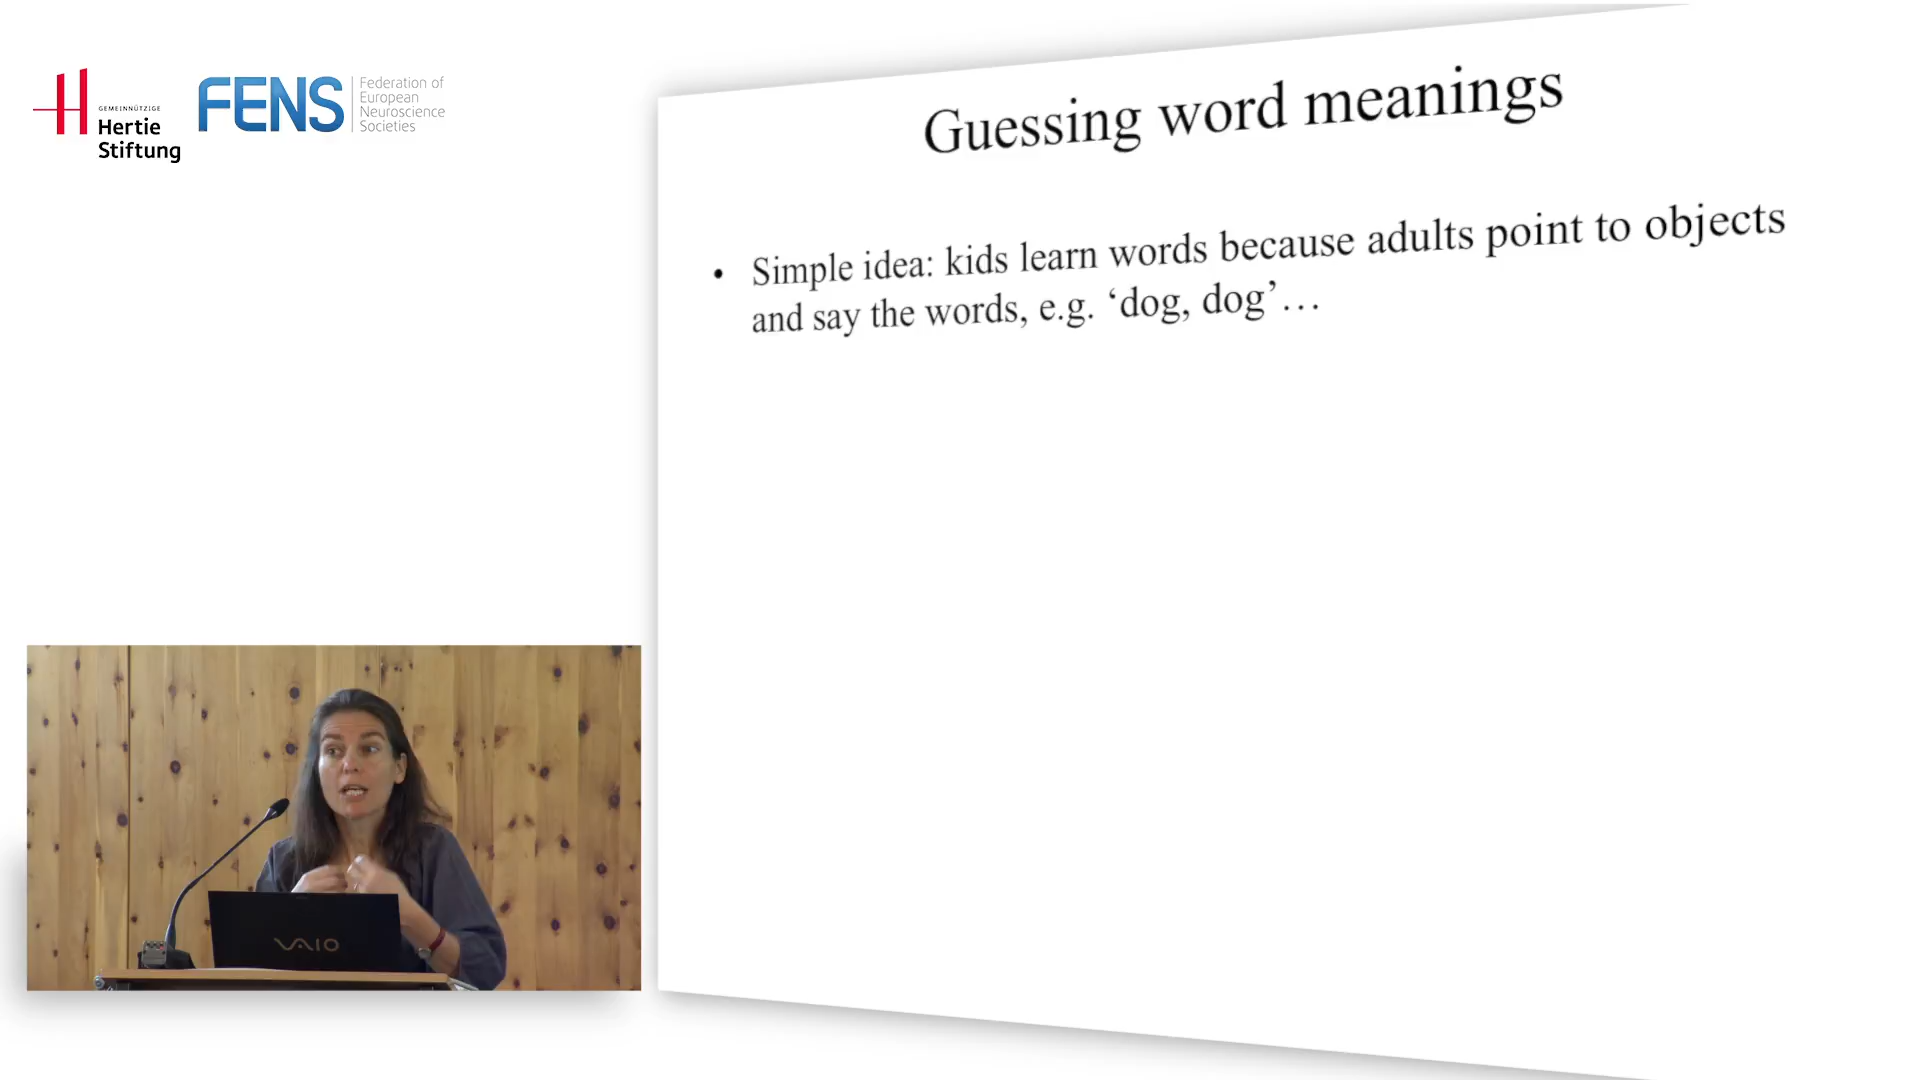 GEMEINNÜTZIGE
Hertie
Stiftung
FENS
Federation of
European
Neuroscience
Societies
Guessing word meanings
• Simple idea: kids learn words because adults point to objects
and say the words, e.g. ‘dog, dog’…
VAIO